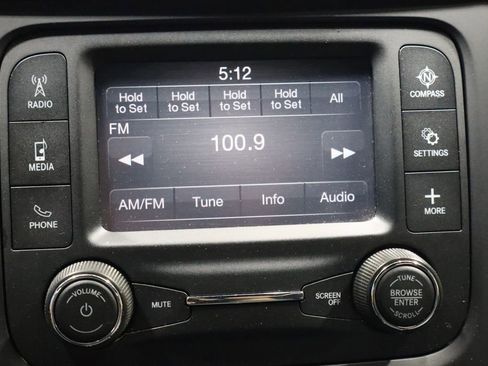 5:12
Hold to Set Hold to Set Hold to Set Hold to Set All
FM
100.9
AM/FM Tune Info Audio
RADIO
MEDIA
PHONE
N
COMPASS
SETTINGS
MORE
VOLUME
MUTE
SCREEN OFF
TUNE
BROWSE
ENTER
SCROLL